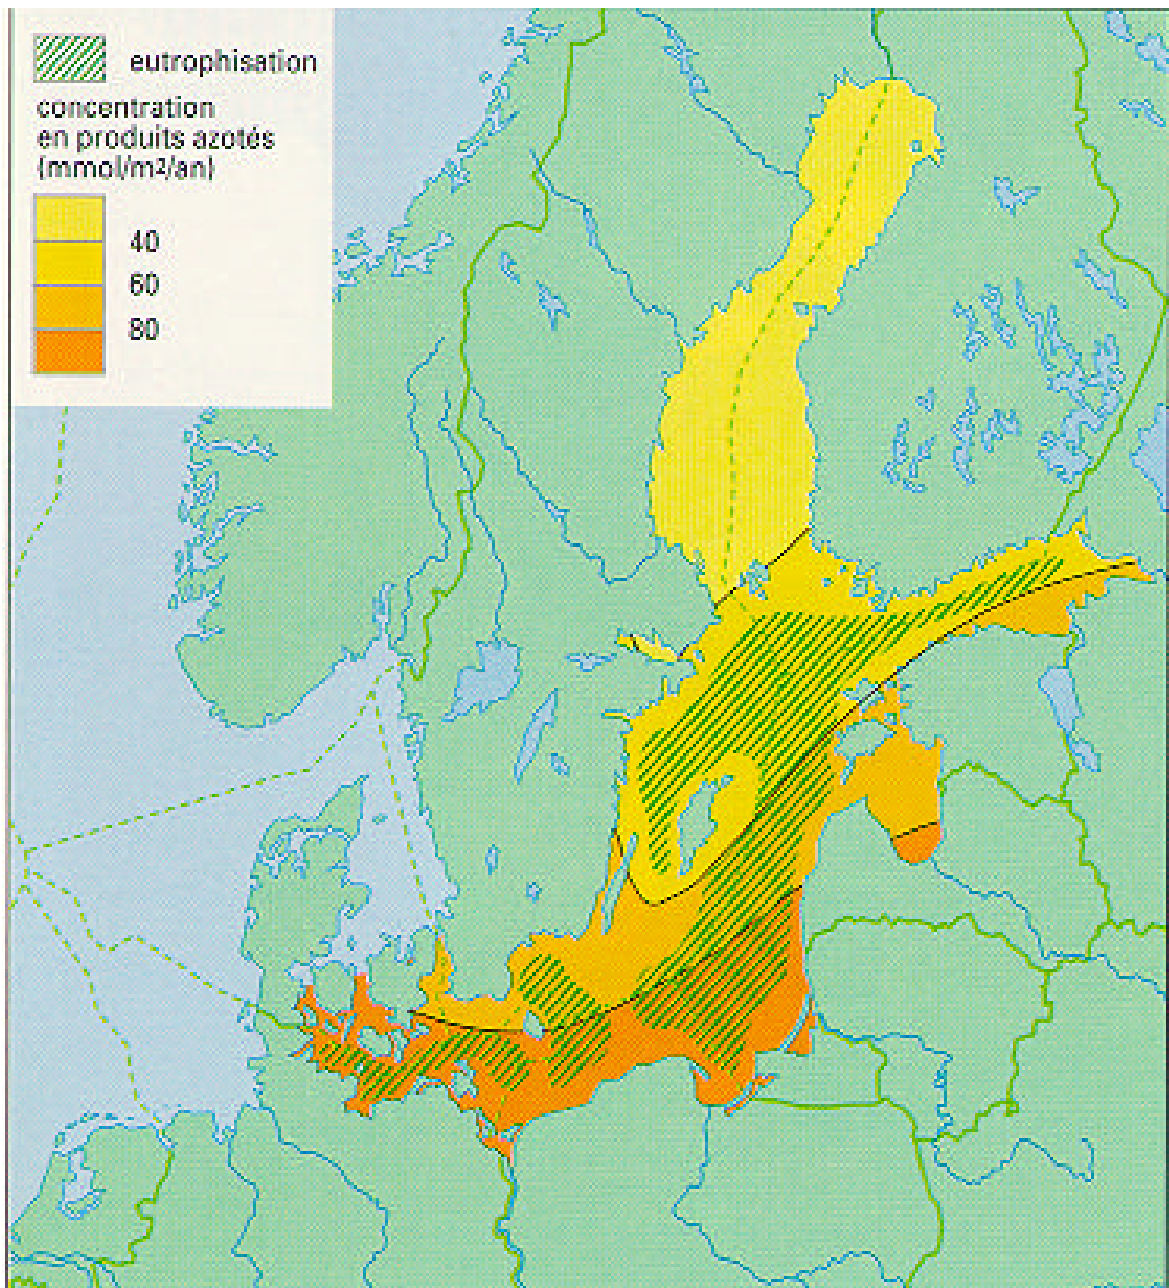 eutrophisation
concentration
en produits azotés
(mmol/m²/an)
40
60
80